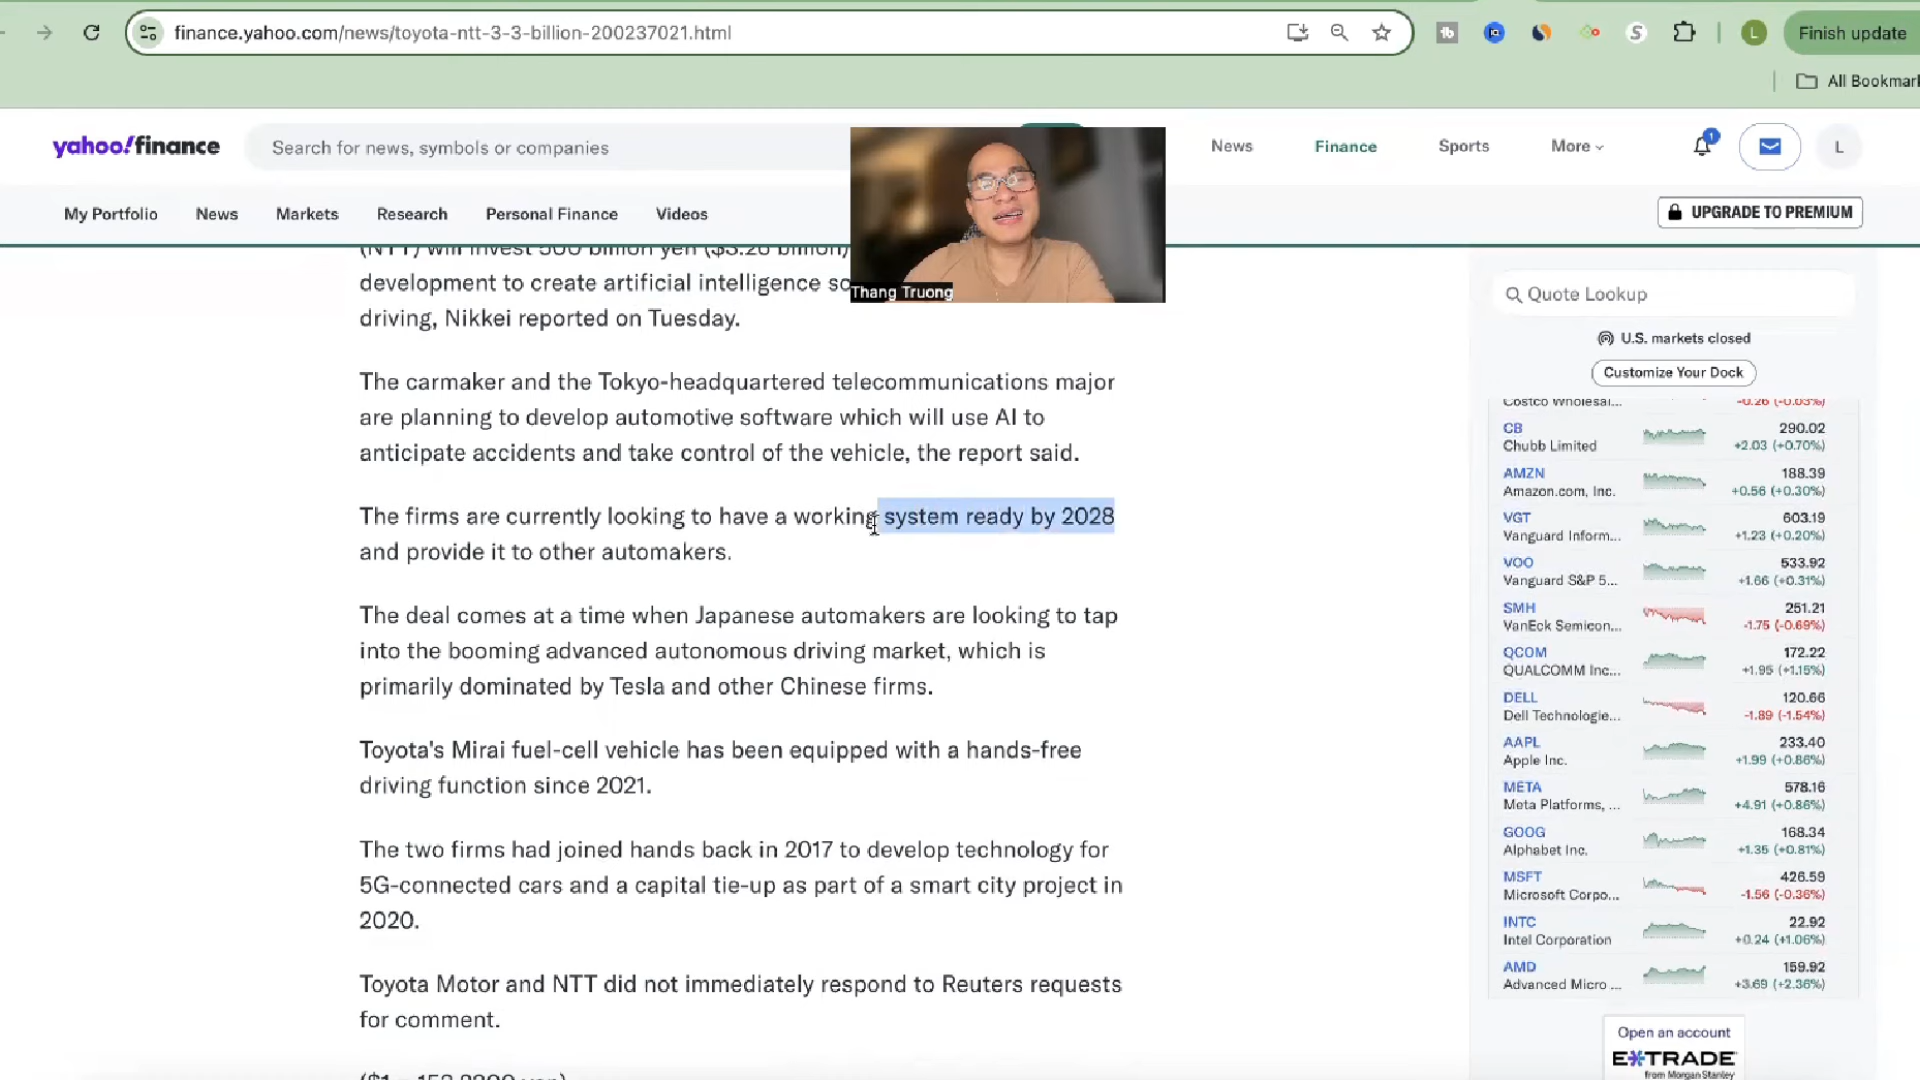 finance.yahoo.com/news/toyota-ntt-3-3-billion-200237021.html
Finish update
All Bookmar
yahoo!finance
Search for news, symbols or companies
News
Finance
Sports
More
1
L
My Portfolio
News
Markets
Research
Personal Finance
Videos
UPGRADE TO PREMIUM
Thang Truong
(NTT) will invest 500 billion yen ($3.26 billion)
development to create artificial intelligence so
driving, Nikkei reported on Tuesday.
The carmaker and the Tokyo-headquartered telecommunications major
are planning to develop automotive software which will use AI to
anticipate accidents and take control of the vehicle, the report said.
The firms are currently looking to have a working system ready by 2028
and provide it to other automakers.
The deal comes at a time when Japanese automakers are looking to tap
into the booming advanced autonomous driving market, which is
primarily dominated by Tesla and other Chinese firms.
Toyota's Mirai fuel-cell vehicle has been equipped with a hands-free
driving function since 2021.
The two firms had joined hands back in 2017 to develop technology for
5G-connected cars and a capital tie-up as part of a smart city project in
2020.
Toyota Motor and NTT did not immediately respond to Reuters requests
for comment.
Quote Lookup
U.S. markets closed
Customize Your Dock
Costco Wholesal... -0.26 (-0.03%)
CB 290.02
Chubb Limited +2.03 (+0.70%)
AMZN 188.39
Amazon.com, Inc. +0.56 (+0.30%)
VGT 603.19
Vanguard Inform... +1.23 (+0.20%)
VOO 533.92
Vanguard S&P 5... +1.66 (+0.31%)
SMH 251.21
VanEck Semicon... -1.75 (-0.69%)
QCOM 172.22
QUALCOMM Inc... +1.95 (+1.15%)
DELL 120.66
Dell Technologie... -1.89 (-1.54%)
AAPL 233.40
Apple Inc. +1.99 (+0.86%)
META 578.16
Meta Platforms, ... +4.91 (+0.86%)
GOOG 168.34
Alphabet Inc. +1.35 (+0.81%)
MSFT 426.59
Microsoft Corpo... -1.56 (-0.36%)
INTC 22.92
Intel Corporation +0.24 (+1.06%)
AMD 159.92
Advanced Micro ... +3.69 (+2.36%)
Open an account
E*TRADE
from Morgan Stanley